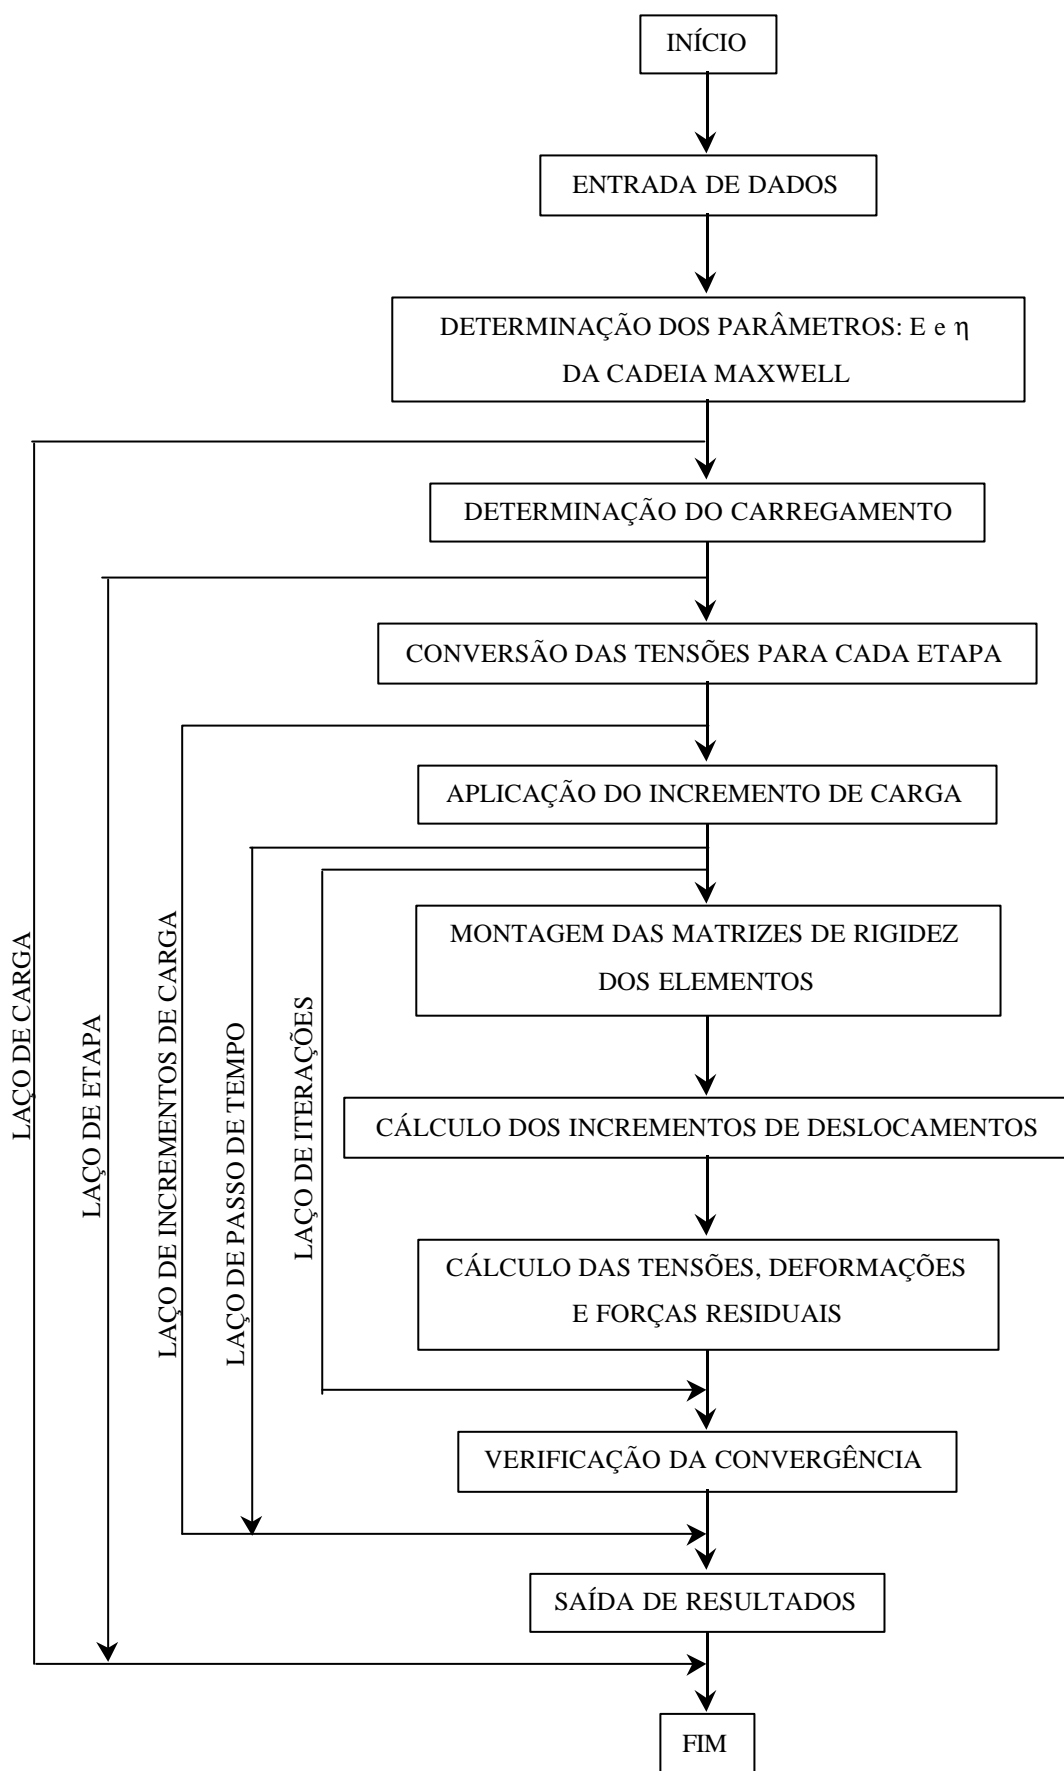 INÍCIO
ENTRADA DE DADOS
DETERMINAÇÃO DOS PARÂMETROS: E e η
DA CADEIA MAXWELL
DETERMINAÇÃO DO CARREGAMENTO
CONVERSÃO DAS TENSÕES PARA CADA ETAPA
APLICAÇÃO DO INCREMENTO DE CARGA
MONTAGEM DAS MATRIZES DE RIGIDEZ
DOS ELEMENTOS
CÁLCULO DOS INCREMENTOS DE DESLOCAMENTOS
CÁLCULO DAS TENSÕES, DEFORMAÇÕES
E FORÇAS RESIDUAIS
VERIFICAÇÃO DA CONVERGÊNCIA
SAÍDA DE RESULTADOS
FIM
LAÇO DE CARGA
LAÇO DE ETAPA
LAÇO DE INCREMENTOS DE CARGA
LAÇO DE PASSO DE TEMPO
LAÇO DE ITERAÇÕES